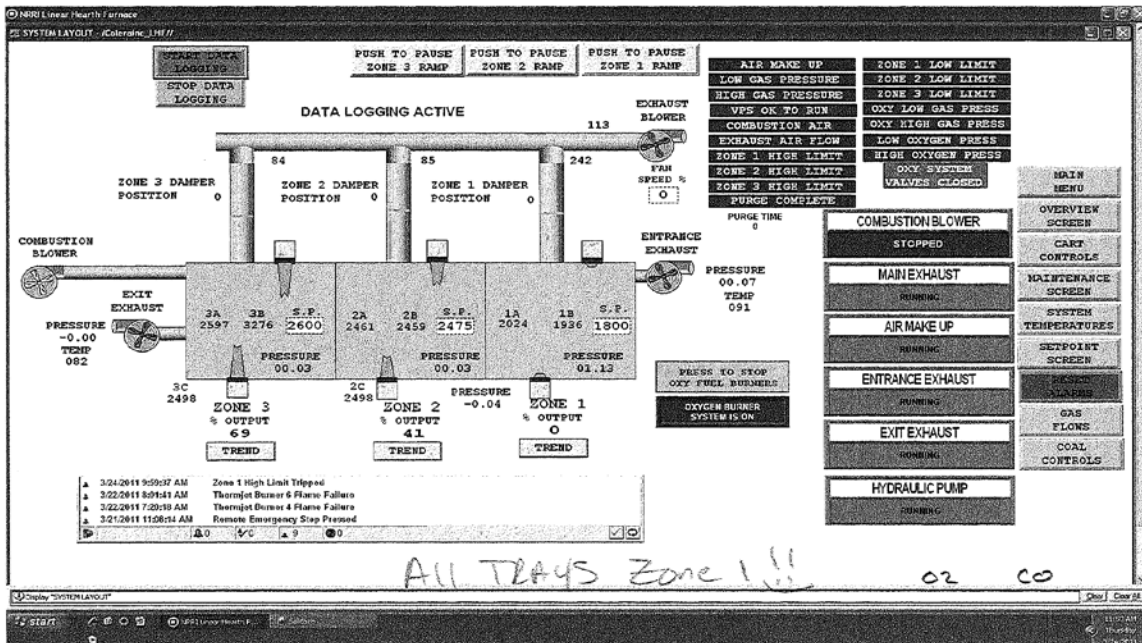 NRRI Linear Hearth Furnace
SYSTEM LAYOUT - /Coleraine_LHF//
START DATA
LOGGING
STOP DATA
LOGGING
PUSH TO PAUSE
ZONE 3 RAMP
PUSH TO PAUSE
ZONE 2 RAMP
PUSH TO PAUSE
ZONE 1 RAMP
DATA LOGGING ACTIVE
113
EXHAUST
BLOWER
84
85
242
FAN
SPEED %
0
ZONE 3 DAMPER
POSITION 0
ZONE 2 DAMPER
POSITION 0
ZONE 1 DAMPER
POSITION 0
AIR MAKE UP
LOW GAS PRESSURE
HIGH GAS PRESSURE
VPS OK TO RUN
COMBUSTION AIR
EXHAUST AIR FLOW
ZONE 1 HIGH LIMIT
ZONE 2 HIGH LIMIT
ZONE 3 HIGH LIMIT
PURGE COMPLETE
PURGE TIME
0
ZONE 1 LOW LIMIT
ZONE 2 LOW LIMIT
ZONE 3 LOW LIMIT
OXY LOW GAS PRESS
OXY HIGH GAS PRESS
LOW OXYGEN PRESS
HIGH OXYGEN PRESS
OXY SYSTEM
VALVES CLOSED
COMBUSTION
BLOWER
EXIT
EXHAUST
PRESSURE
-0.00
TEMP
082
ENTRANCE
EXHAUST
PRESSURE
00.07
TEMP
091
3A
2597
3B
3276
S.P.
2600
2A
2461
2B
2459
S.P.
2475
1A
2024
1B
1936
S.P.
1800
PRESSURE
00.03
PRESSURE
00.03
PRESSURE
01.13
3C
2498
2C
2498
PRESSURE
-0.04
ZONE 3
% OUTPUT
69
TREND
ZONE 2
% OUTPUT
41
TREND
ZONE 1
% OUTPUT
0
TREND
PRESS TO STOP
OXY FUEL BURNERS
OXYGEN BURNER
SYSTEM IS ON
COMBUSTION BLOWER
STOPPED
MAIN EXHAUST
RUNNING
AIR MAKE UP
RUNNING
ENTRANCE EXHAUST
RUNNING
EXIT EXHAUST
RUNNING
HYDRAULIC PUMP
RUNNING
MAIN
MENU
OVERVIEW
SCREEN
CART
CONTROLS
MAINTENANCE
SCREEN
SYSTEM
TEMPERATURES
SETPOINT
SCREEN
RESET
ALARMS
GAS
FLOWS
COAL
CONTROLS
3/24/2011 9:59:37 AM Zone 1 High Limit Tripped
3/22/2011 8:01:41 AM Thermjet Burner 6 Flame Failure
3/22/2011 7:20:18 AM Thermjet Burner 4 Flame Failure
3/21/2011 11:08:14 AM Remote Emergency Stop Pressed
0 0 9 0
All TRAYS Zone 1!!
O2 CO
Display "SYSTEM LAYOUT"
Clear Clear All
start
NRRI Linear Hearth F...
Thursday